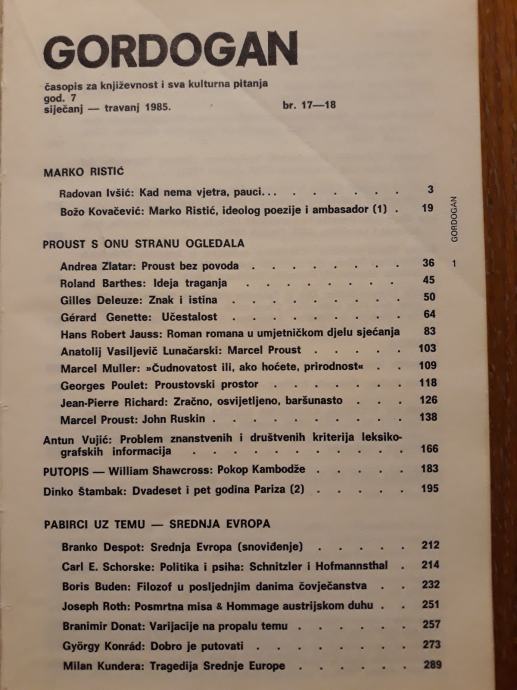 GORDOGAN
časopis za književnost i sva kulturna pitanja
god. 7
siječanj — travanj 1985. br. 17—18
MARKO RISTIĆ
Radovan Ivšić: Kad nema vjetra, pauci. . . . . . . . . 3
Božo Kovačević: Marko Ristić, ideolog poezije i ambasador (1) . 19
PROUST S ONU STRANU OGLEDALA
Andrea Zlatar: Proust bez povoda . . . . . . . . 36
Roland Barthes: Ideja traganja . . . . . . . . 45
Gilles Deleuze: Znak i istina . . . . . . . . 50
Gérard Genette: Učestalost . . . . . . . . 64
Hans Robert Jauss: Roman romana u umjetničkom djelu sjećanja 83
Anatolij Vasiljevič Lunačarski: Marcel Proust . . . . . 103
Marcel Muller: »Čudnovatost ili, ako hoćete, prirodnost« . . 109
Georges Poulet: Proustovski prostor . . . . . . . 118
Jean-Pierre Richard: Zračno, osvijetljeno, baršunasto . . . 126
Marcel Proust: John Ruskin . . . . . . . . . 138
Antun Vujić: Problem znanstvenih i društvenih kriterija leksiko-
grafskih informacija . . . . . . . . . . 166
PUTOPIS — William Shawcross: Pokop Kambodže . . . . . 183
Dinko Štambak: Dvadeset i pet godina Pariza (2) . . . . . 195
PABIRCI UZ TEMU — SREDNJA EVROPA
Branko Despot: Srednja Evropa (snoviđenje) . . . . . 212
Carl E. Schorske: Politika i psiha: Schnitzler i Hofmannsthal . 214
Boris Buden: Filozof u posljednjim danima čovječanstva . . 232
Joseph Roth: Posmrtna misa & Hommage austrijskom duhu . . 251
Branimir Donat: Varijacije na propalu temu . . . . . 257
György Konrád: Dobro je putovati . . . . . . . 273
Milan Kundera: Tragedija Srednje Europe . . . . . 289
GORDOGAN
1